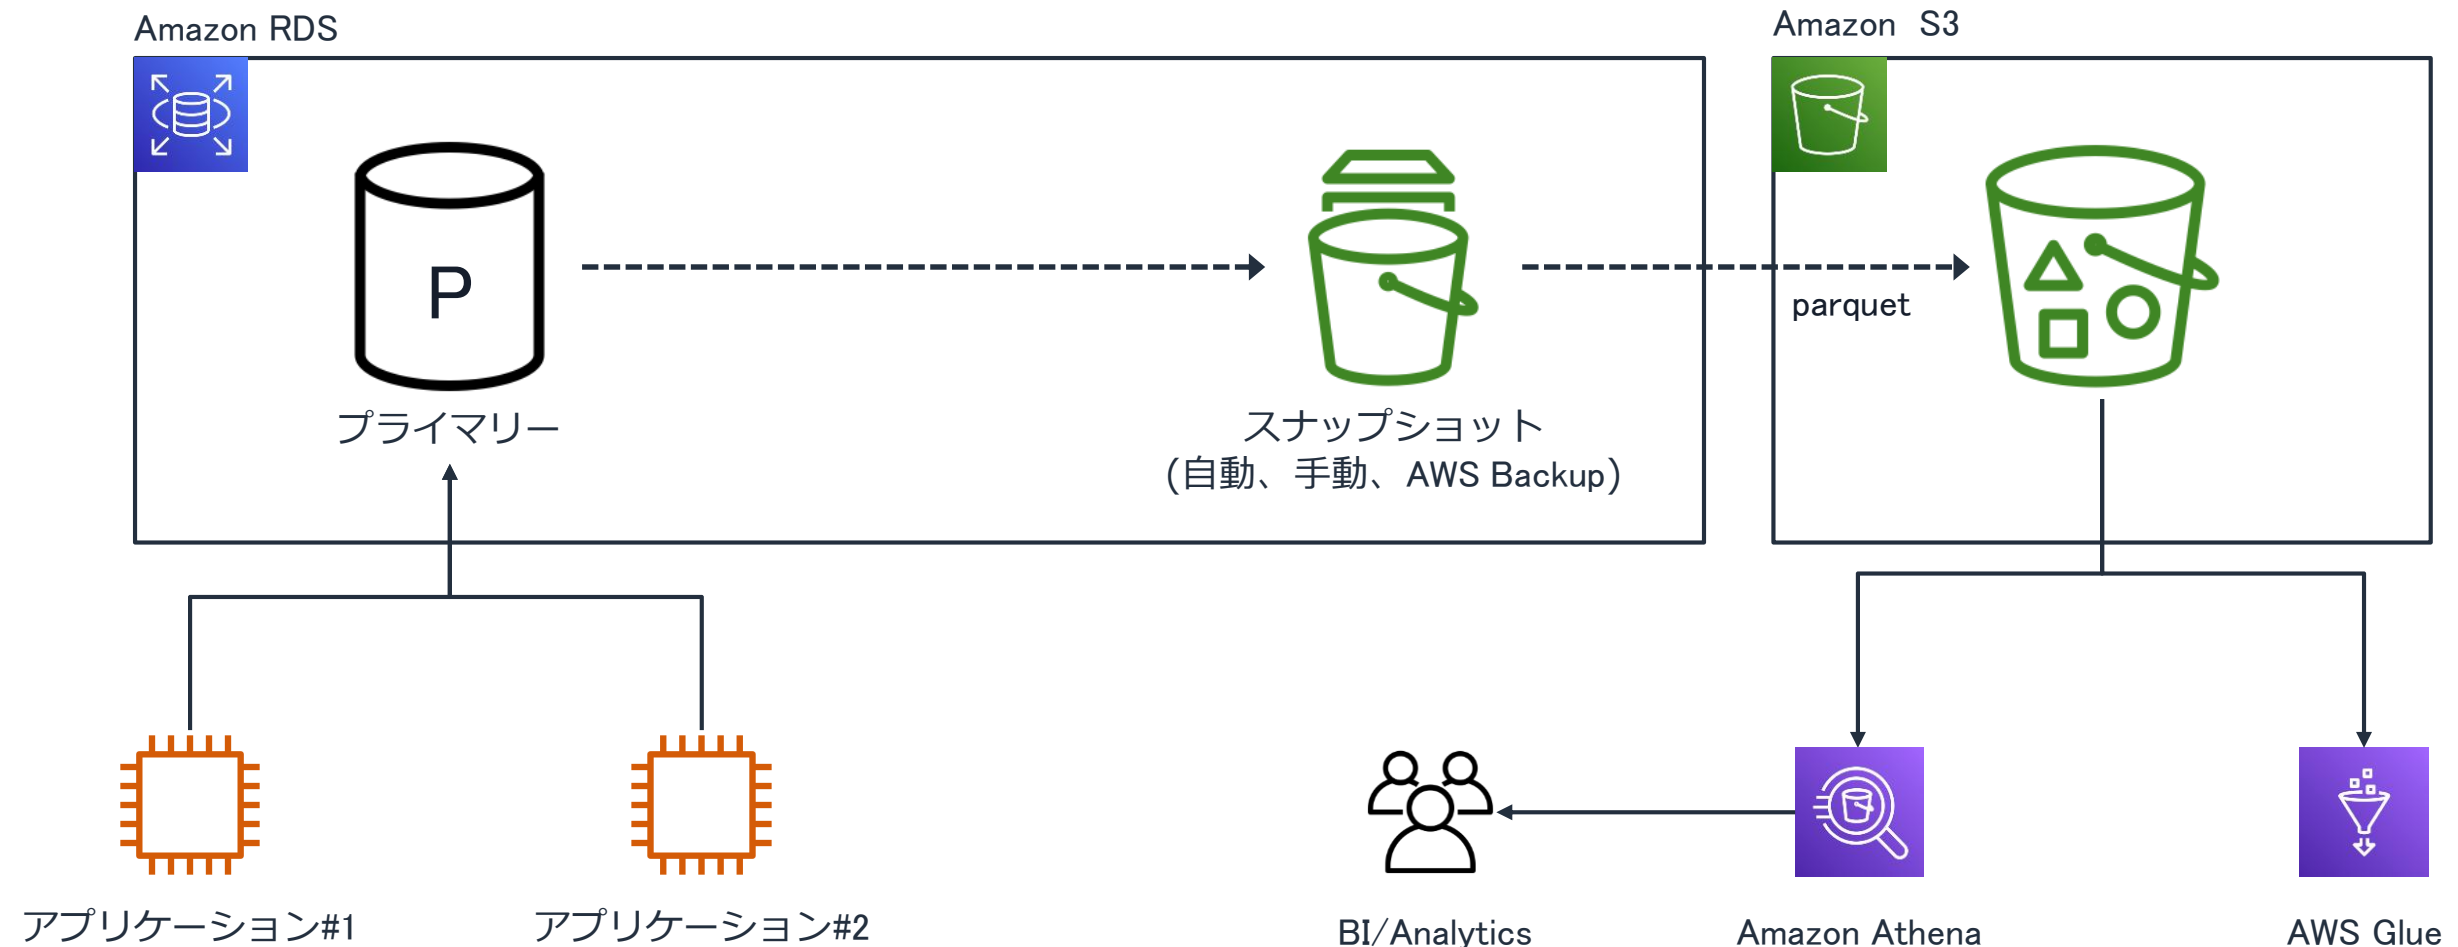 Amazon RDS
Amazon S3
P
parquet
プライマリー
スナップショット
(自動、手動、AWS Backup)
アプリケーション#1
アプリケーション#2
BI/Analytics
Amazon Athena
AWS Glue